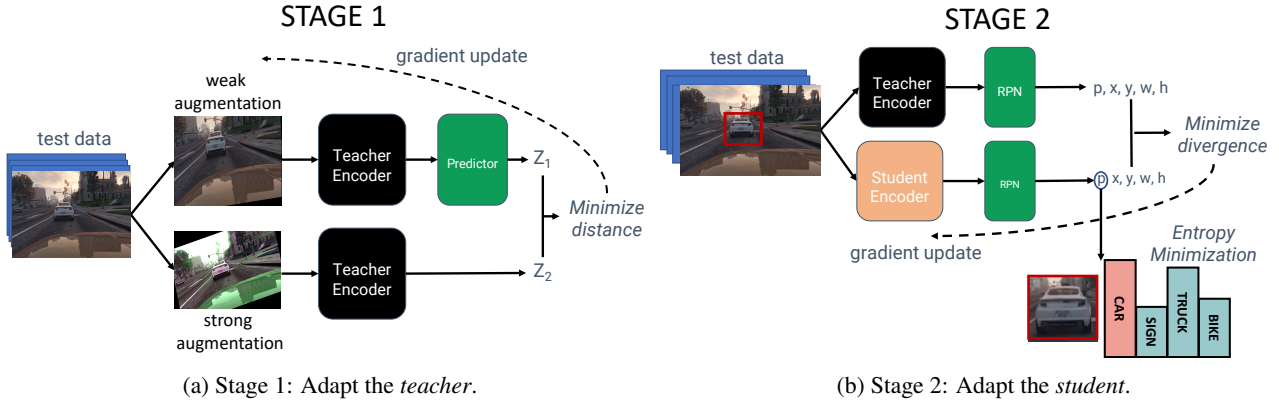 STAGE 1
gradient update
weak
augmentation
test data
Teacher
Encoder
Predictor
Z1
Minimize
distance
Teacher
Encoder
Z2
strong
augmentation
(a) Stage 1: Adapt the teacher.
STAGE 2
test data
Teacher
Encoder
RPN
p, x, y, w, h
Minimize
divergence
Student
Encoder
RPN
p x, y, w, h
gradient update
Entropy
Minimization
CAR
SIGN
TRUCK
BIKE
(b) Stage 2: Adapt the student.